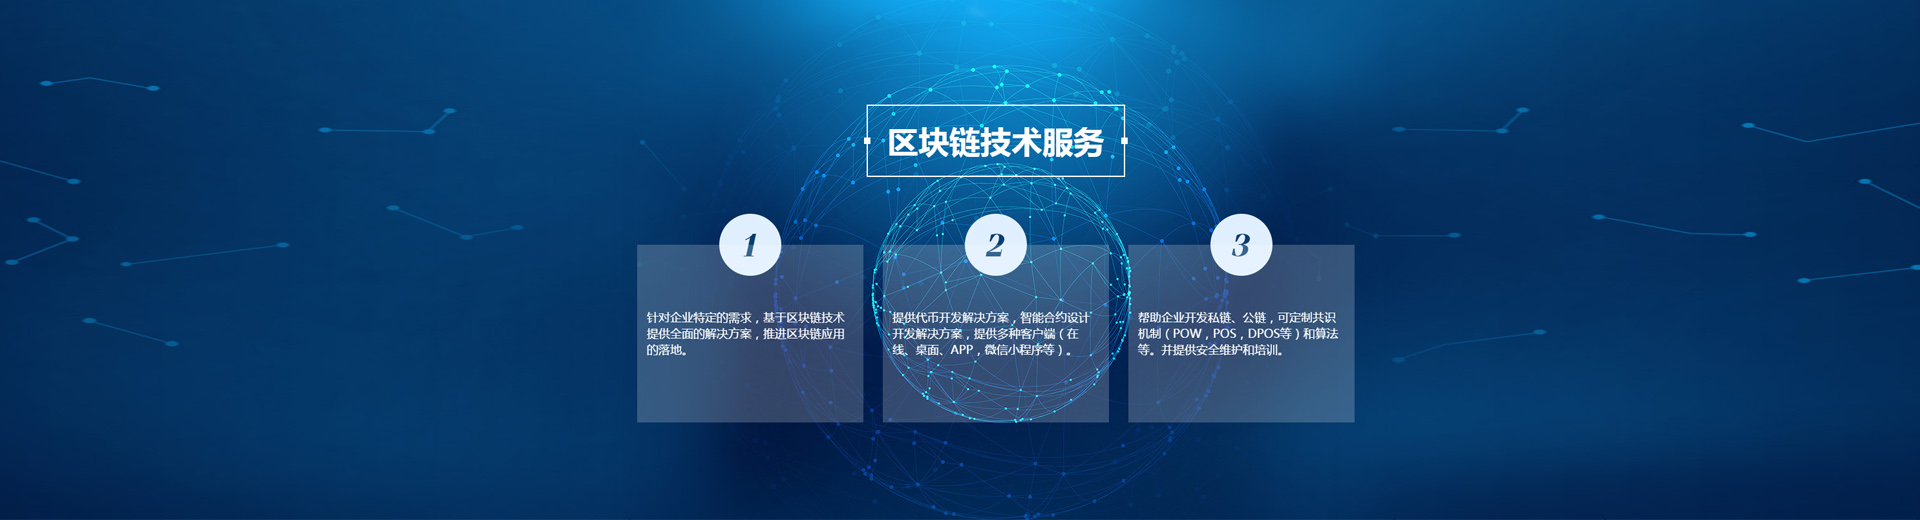 区块链技术服务
1
针对企业特定的需求，基于区块链技术
提供全面的解决方案，推进区块链应用
的落地。
2
提供代币开发解决方案，智能合约设计
开发解决方案，提供多种客户端（在
线、桌面、APP，微信小程序等）。
3
帮助企业开发私链、公链，可定制共识
机制（POW，POS，DPOS等）和算法
等。并提供安全维护和培训。